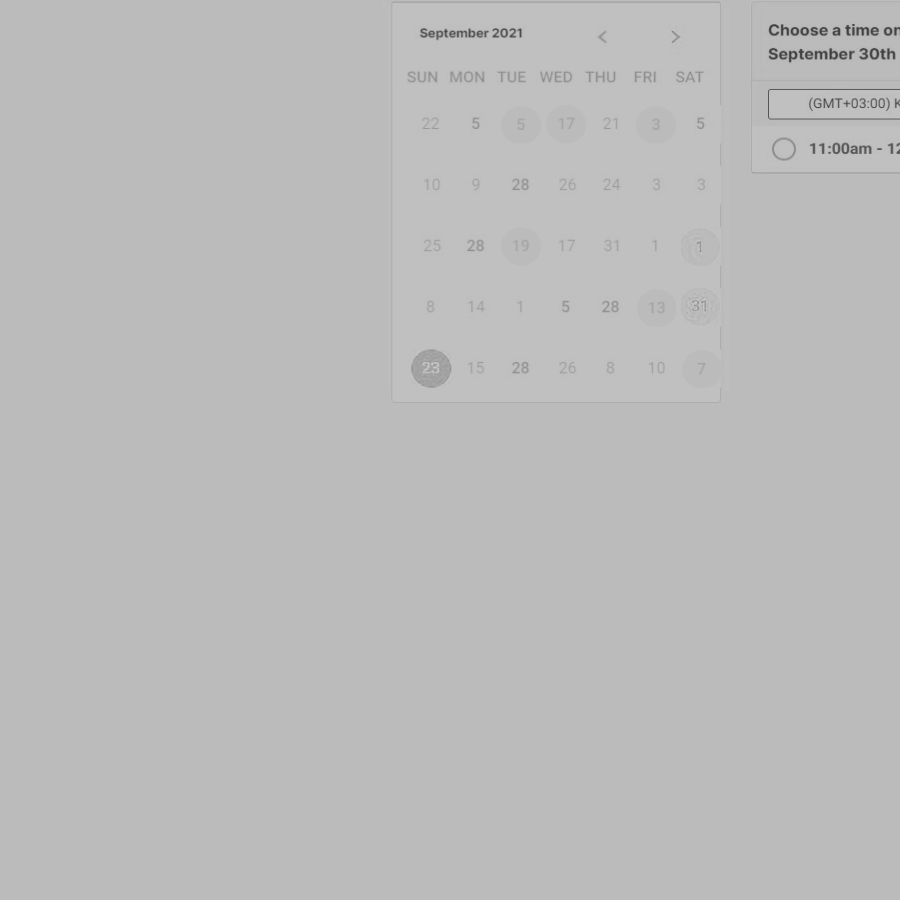 September 2021
SUN MON TUE WED THU FRI SAT
22 5 5 17 21 3 5
10 9 28 26 24 3 3
25 28 19 17 31 1 1
8 14 1 5 28 13 31
23 15 28 26 8 10 7
Choose a time on
September 30th
(GMT+03:00) K
11:00am - 12